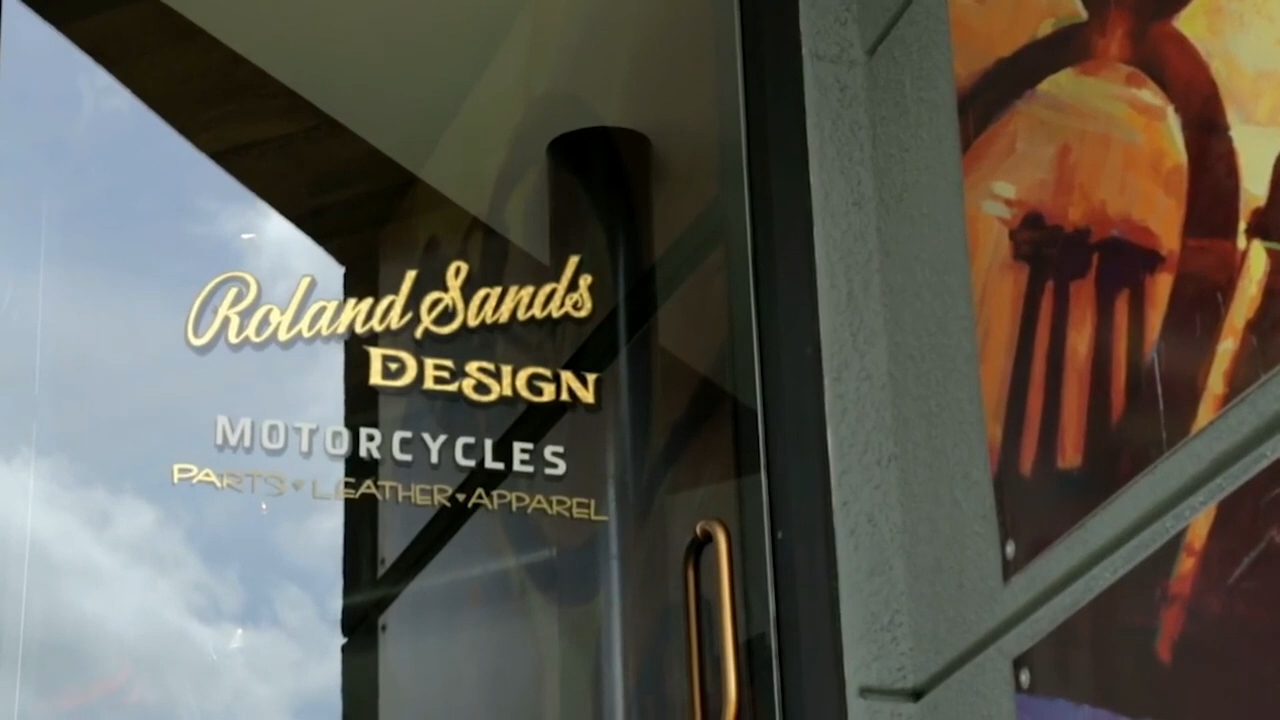 Roland Sands
DESIGN
MOTORCYCLES
PARTS • LEATHER • APPAREL